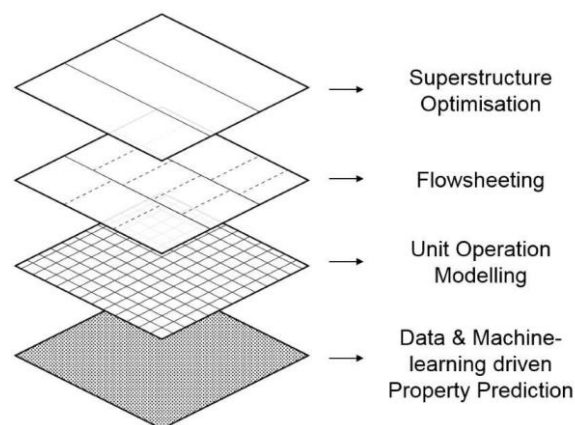 Superstructure
Optimisation
Flowsheeting
Unit Operation
Modelling
Data & Machine-
learning driven
Property Prediction